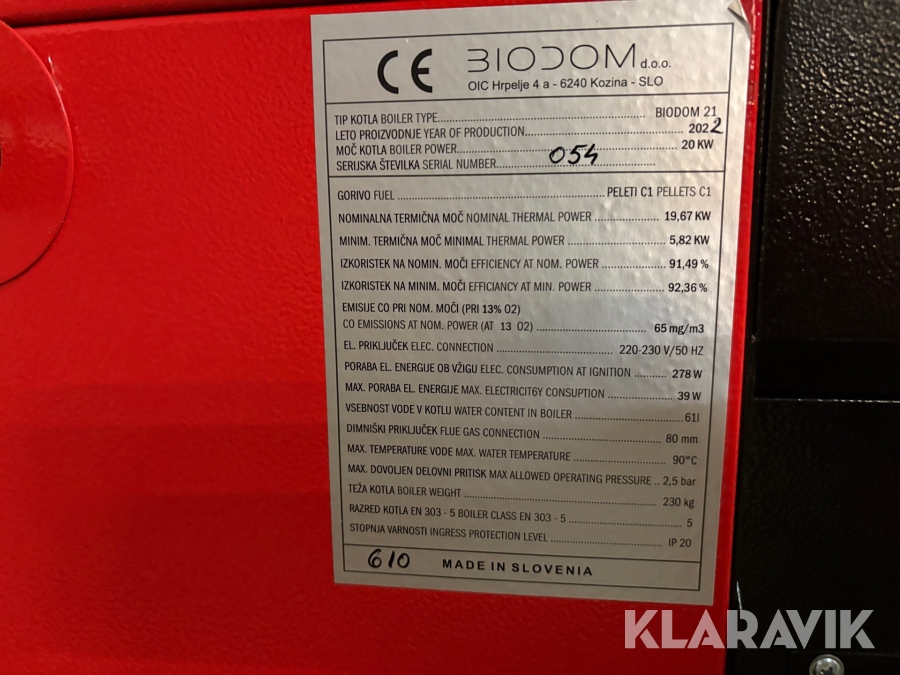 CE BIODOM d.o.o.
OIC Hrpelje 4 a - 6240 Kozina - SLO
TIP KOTLA BOILER TYPE BIODOM 21
LETO PROIZVODNJE YEAR OF PRODUCTION 2022
MOČ KOTLA BOILER POWER 20 KW
SERIJSKA ŠTEVILKA SERIAL NUMBER 054
GORIVO FUEL PELETI C1 PELLETS C1
NOMINALNA TERMIČNA MOČ NOMINAL THERMAL POWER 19,67 KW
MINIM. TERMIČNA MOČ MINIMAL THERMAL POWER 5,82 KW
IZKORISTEK NA NOMIN. MOČI EFFICIENCY AT NOM. POWER 91,49 %
IZKORISTEK NA MINIM. MOČI EFFICIANCY AT MIN. POWER 92,36 %
EMISIJE CO PRI NOM. MOČI (PRI 13% O2)
CO EMISSIONS AT NOM. POWER (AT 13 O2) 65 mg/m3
EL. PRIKLJUČEK ELEC. CONNECTION 220-230 V/50 HZ
PORABA EL. ENERGIJE OB VŽIGU ELEC. CONSUMPTION AT IGNITION 278 W
MAX. PORABA EL. ENERGIJE MAX. ELECTRICIT6Y CONSUPTION 39 W
VSEBNOST VODE V KOTLU WATER CONTENT IN BOILER 61l
DIMNIŠKI PRIKLJUČEK FLUE GAS CONNECTION 80 mm
MAX. TEMPERATURE VODE MAX. WATER TEMPERATURE 90°C
MAX. DOVOLJEN DELOVNI PRITISK MAX ALLOWED OPERATING PRESSURE 2,5 bar
TEŽA KOTLA BOILER WEIGHT 230 kg
RAZRED KOTLA EN 303 - 5 BOILER CLASS EN 303 - 5 5
STOPNJA VARNOSTI INGRESS PROTECTION LEVEL IP 20
610 MADE IN SLOVENIA
KLARAVIK